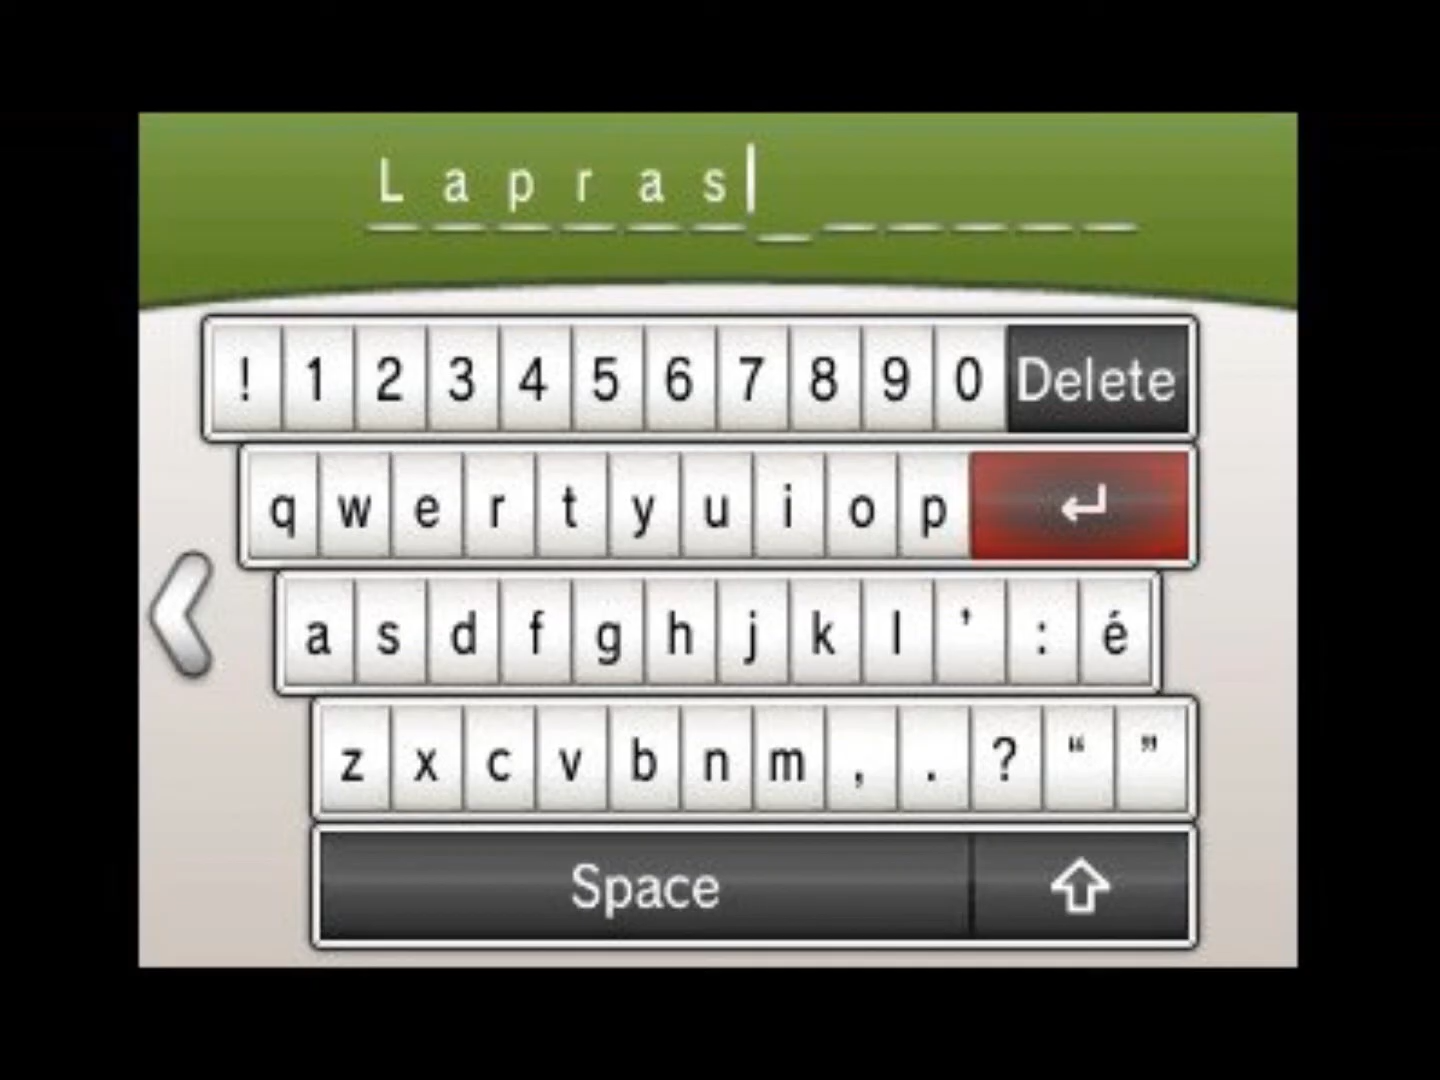 Lapras
! 1 2 3 4 5 6 7 8 9 0 Delete
q w e r t y u i o p
a s d f g h j k l ' : é
z x c v b n m , . ? “ ”
Space